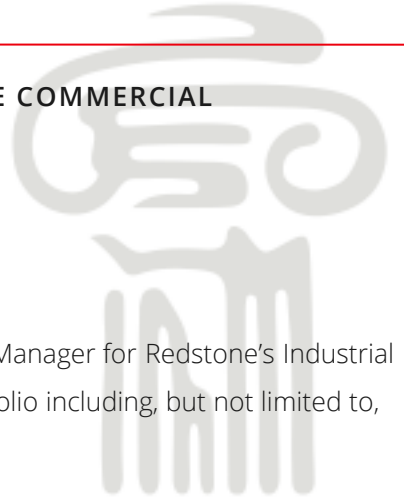 E COMMERCIAL
Manager for Redstone’s Industrial
olio including, but not limited to,